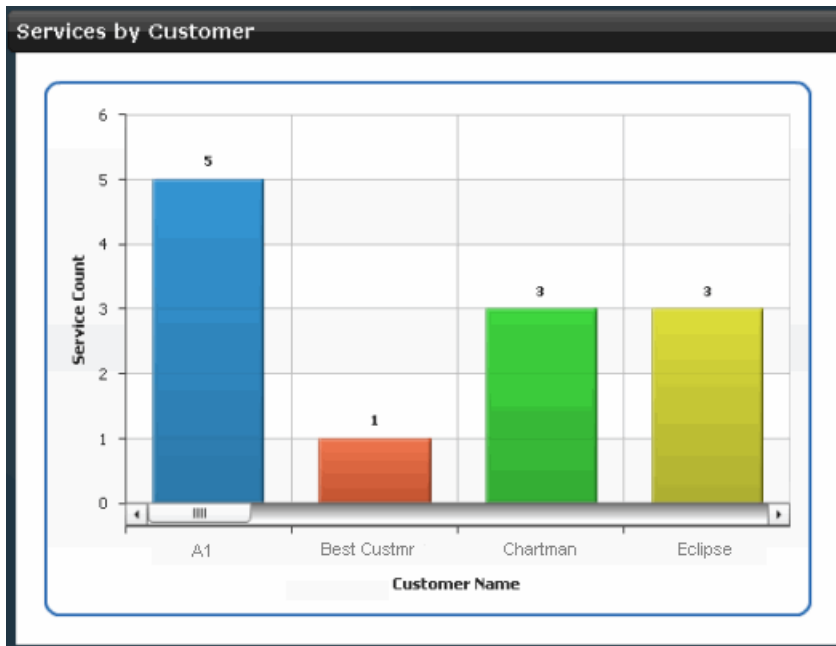 Services by Customer
6
5
5
4
3
3
3
2
1
1
0
Service Count
A1
Best Custmr
Chartman
Eclipse
Customer Name